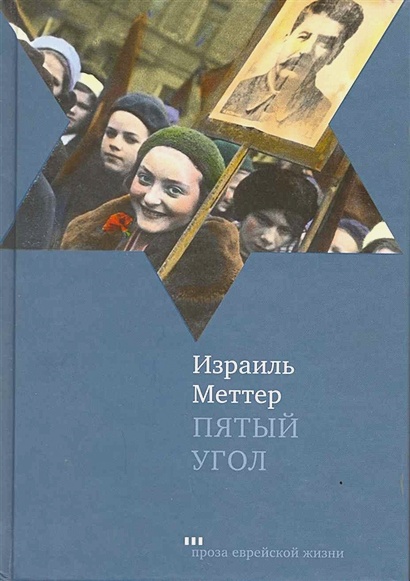 Израиль
Меттер
ПЯТЫЙ
УГОЛ
проза еврейской жизни